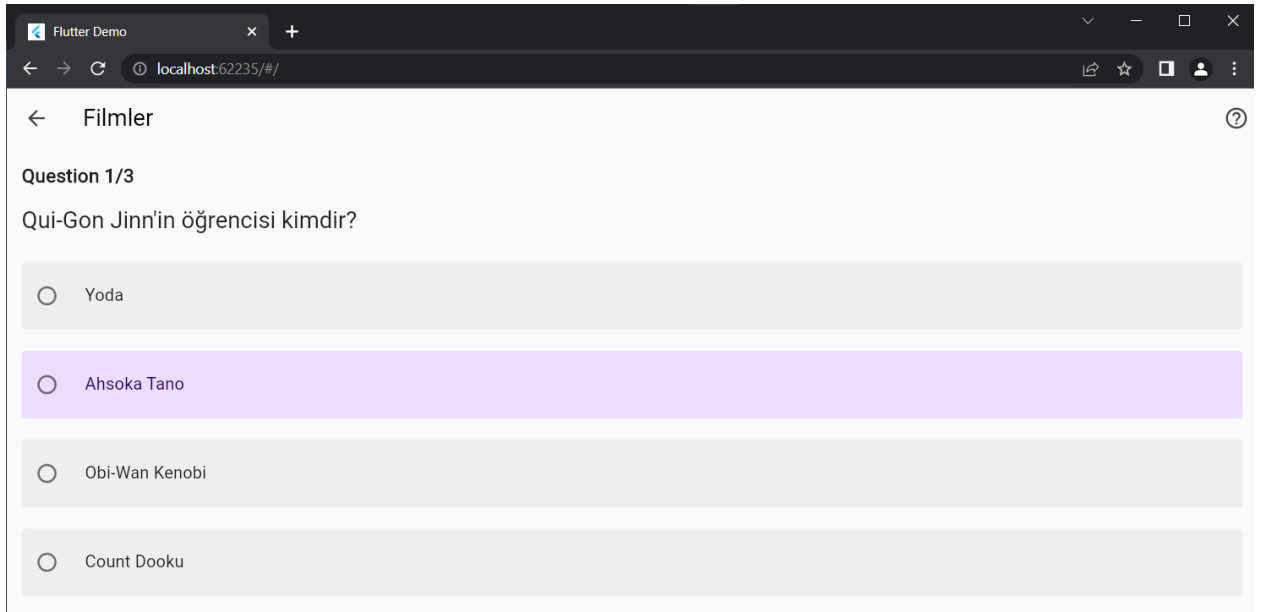 Flutter Demo
localhost:62235/#/
Filmler
Question 1/3
Qui-Gon Jinn'in öğrencisi kimdir?
Yoda
Ahsoka Tano
Obi-Wan Kenobi
Count Dooku